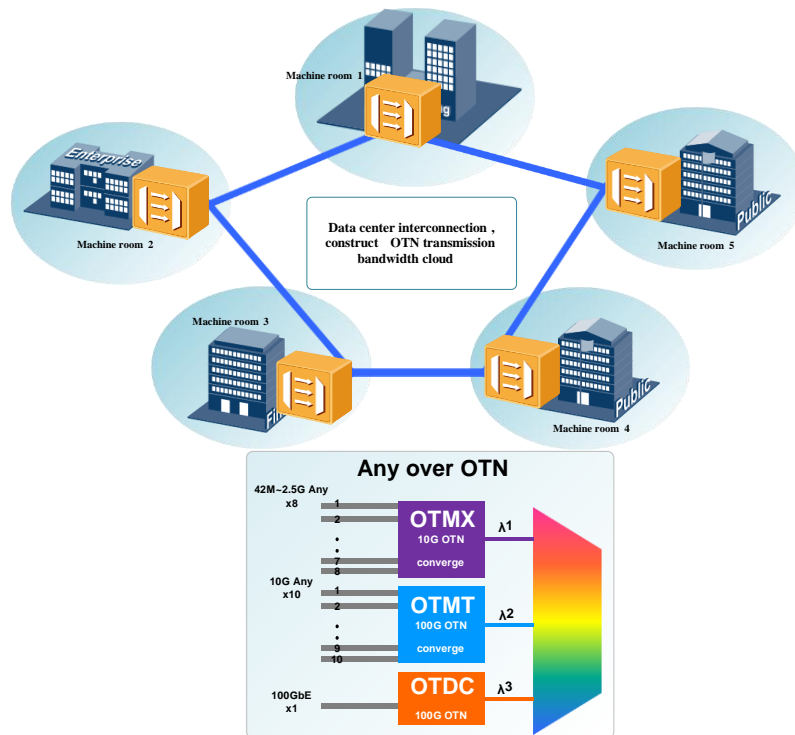 Machine room 1
Enterprise
Machine room 2
Public
Machine room 5
Data center interconnection ,
construct OTN transmission
bandwidth cloud
Machine room 3
Public
Machine room 4
Any over OTN
42M~2.5G Any
x8
1
2
.
.
7
8
OTMX
10G OTN
converge
λ1
10G Any
x10
1
2
.
.
9
10
OTMT
100G OTN
converge
λ2
100GbE
x1
OTDC
100G OTN
λ3